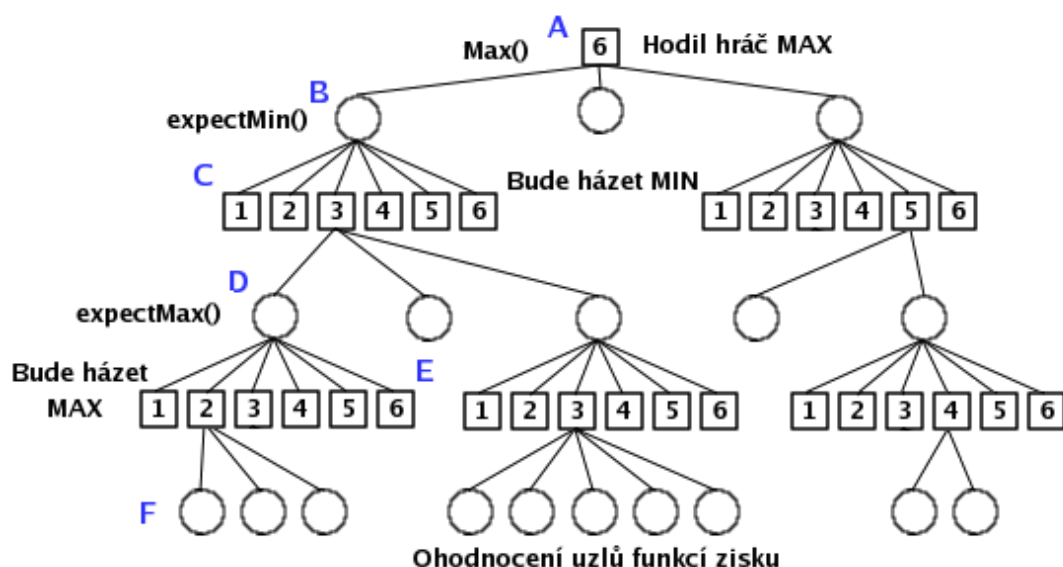 A
6
Hodil hráč MAX
Max()
B
expectMin()
C
Bude házet MIN
1 2 3 4 5 6
1 2 3 4 5 6
D
expectMax()
Bude házet
MAX
E
1 2 3 4 5 6
1 2 3 4 5 6
1 2 3 4 5 6
F
Ohodnocení uzlů funkcí zisku